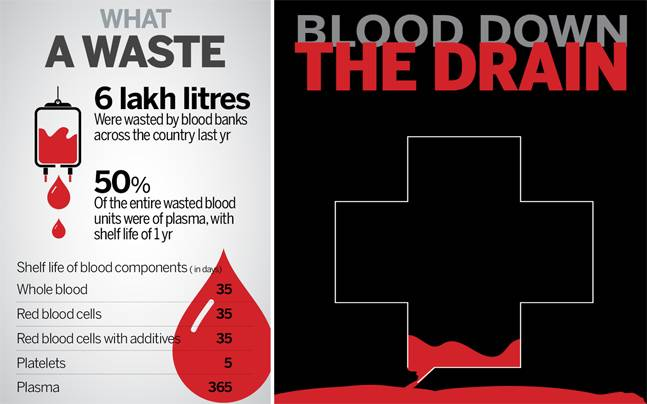 WHAT
A WASTE
6 lakh litres
Were wasted by blood banks
across the country last yr
50%
Of the entire wasted blood
units were of plasma, with
shelf life of 1 yr
Shelf life of blood components (in days)
Whole blood 35
Red blood cells 35
Red blood cells with additives 35
Platelets 5
Plasma 365
BLOOD DOWN
THE DRAIN